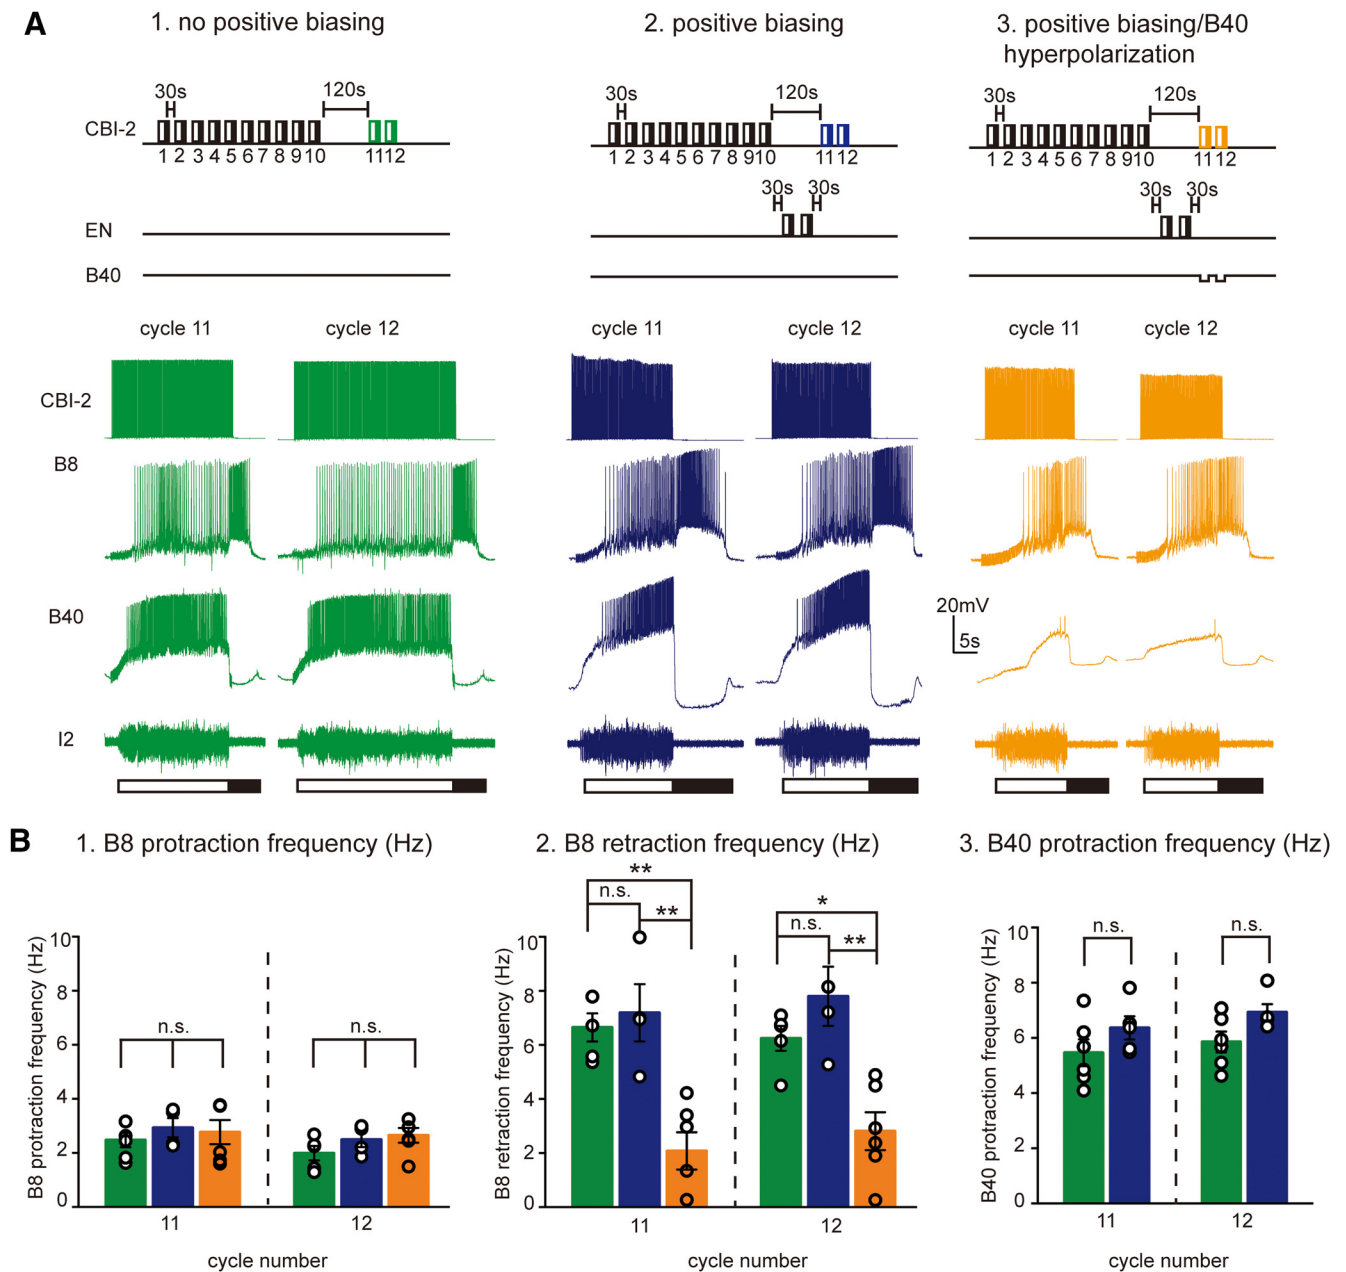 A
1. no positive biasing
2. positive biasing
3. positive biasing/B40
hyperpolarization
30s 120s
30s 120s
30s 120s
CBI-2
1 2 3 4 5 6 7 8 9 10 11 12
1 2 3 4 5 6 7 8 9 10 11 12
1 2 3 4 5 6 7 8 9 10 11 12
30s 30s
30s 30s
EN
B40
cycle 11 cycle 12
cycle 11 cycle 12
cycle 11 cycle 12
CBI-2
B8
B40
20mV
5s
I2
B
1. B8 protraction frequency (Hz)
B8 protraction frequency (Hz)
10
8
6
4
2
0
n.s. n.s.
11 12
cycle number
2. B8 retraction frequency (Hz)
B8 retraction frequency (Hz)
10
8
6
4
2
0
**
n.s.
**
*
n.s.
**
11 12
cycle number
3. B40 protraction frequency (Hz)
B40 protraction frequency (Hz)
10
8
6
4
2
0
n.s. n.s.
11 12
cycle number